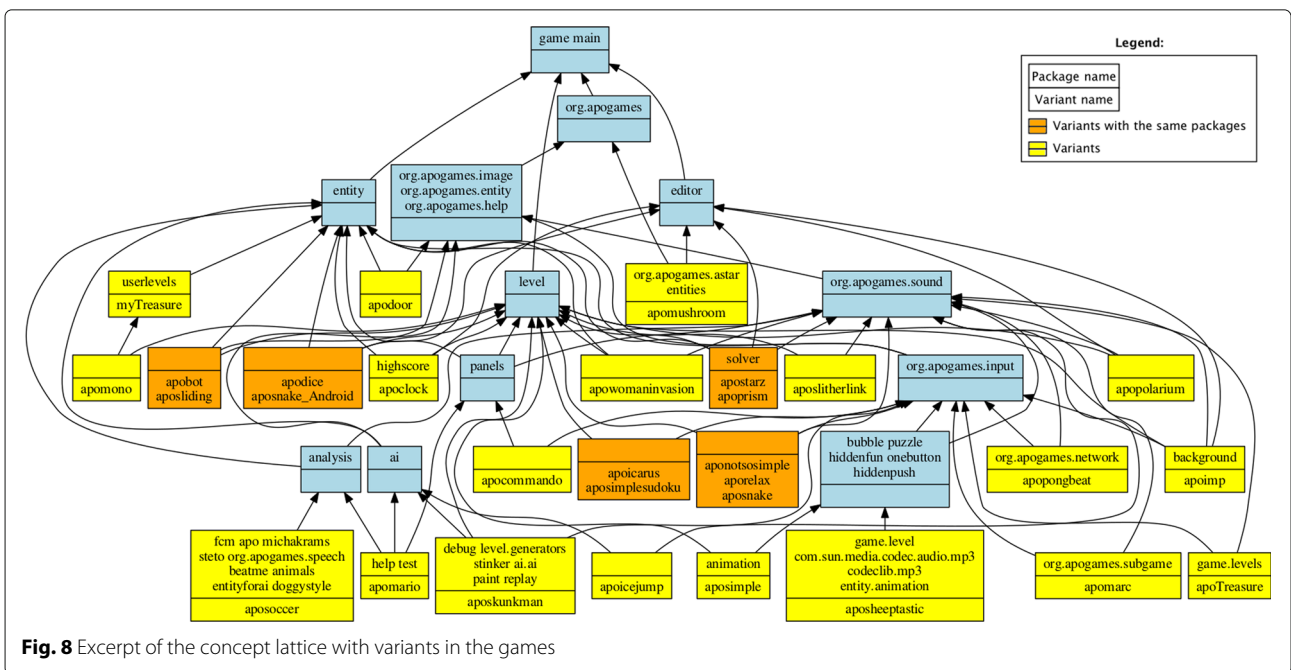 game main
Legend:
Package name
Variant name
Variants with the same packages
Variants
org.apogames
org.apogames.image
org.apogames.entity
org.apogames.help
entity
editor
userlevels
myTreasure
apodoor
level
org.apogames.astar
entities
apomushroom
org.apogames.sound
apomono
apobot
aposliding
apodice
aposnake_Android
highscore
apoclock
panels
apowomaninvasion
solver
apostarz
apoprism
aposlitherlink
org.apogames.input
apopolarium
analysis
ai
apocommando
apoicarus
aposimplesudoku
aponotsosimple
aporelax
aposnake
bubble puzzle
hiddenfun onebutton
hiddenpush
org.apogames.network
apopongbeat
background
apoimp
fcm apo michakrams
steto org.apogames.speech
beatme animals
entityforai doggystyle
aposoccer
help test
apomario
debug level.generators
stinker ai.ai
paint replay
aposkunkman
apoicejump
animation
aposimple
game.level
com.sun.media.codec.audio.mp3
codeclib.mp3
entity.animation
aposheeptastic
org.apogames.subgame
apomarc
game.levels
apoTreasure
Fig. 8 Excerpt of the concept lattice with variants in the games